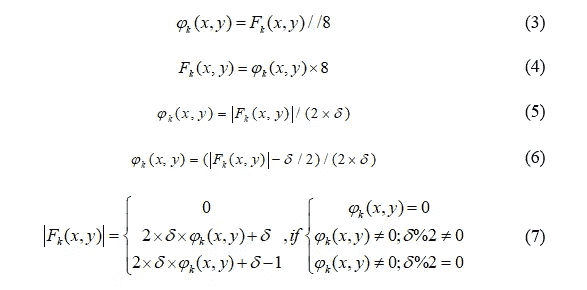 φk(x,y)=Fk(x,y)//8 (3)
Fk(x,y)=φk(x,y)×8 (4)
φk(x,y)=|Fk(x,y)|/(2×δ) (5)
φk(x,y)=(|Fk(x,y)|−δ/2)/(2×δ) (6)
0 φk(x,y)=0
|Fk(x,y)|={2×δ×φk(x,y)+δ ,if{φk(x,y)≠0;δ%2≠0 (7)
2×δ×φk(x,y)+δ−1 φk(x,y)≠0;δ%2=0